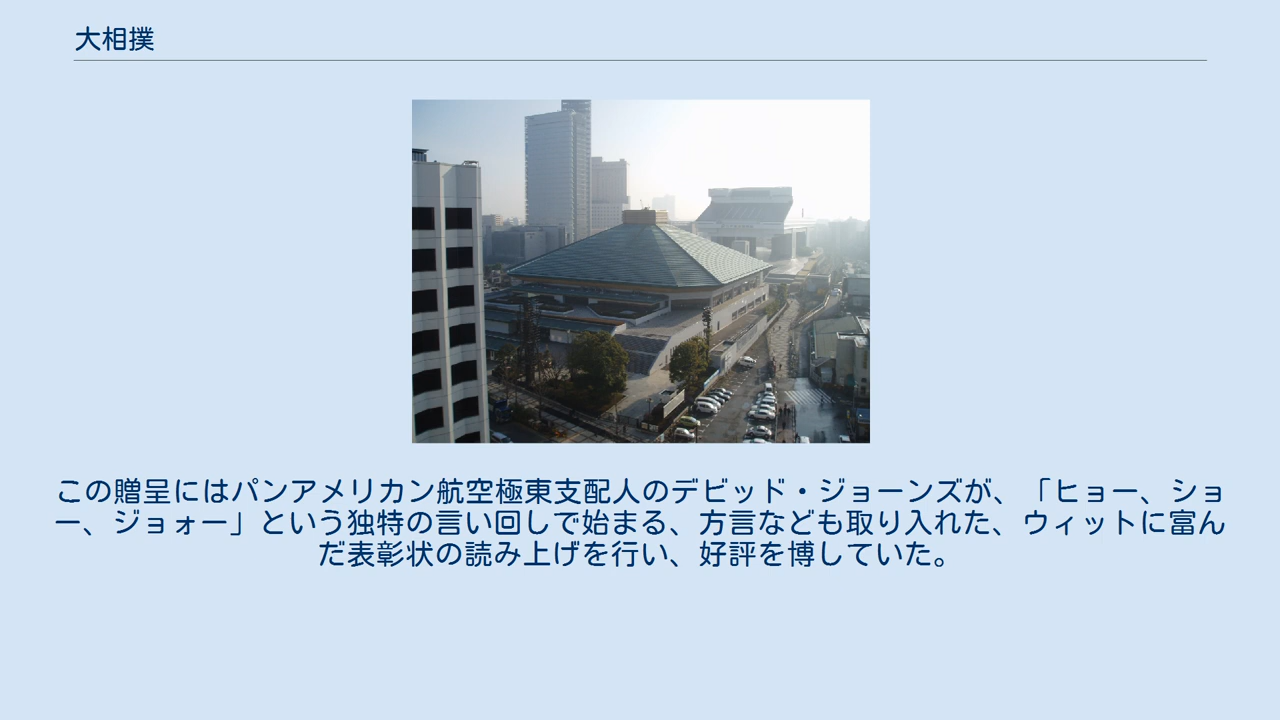 大相撲
この贈呈にはパンアメリカン航空極東支配人のデビッド・ジョーンズが、「ヒョー、ショ
ー、ジョォー」という独特の言い回しで始まる、方言なども取り入れた、ウィットに富ん
だ表彰状の読み上げを行い、好評を博していた。